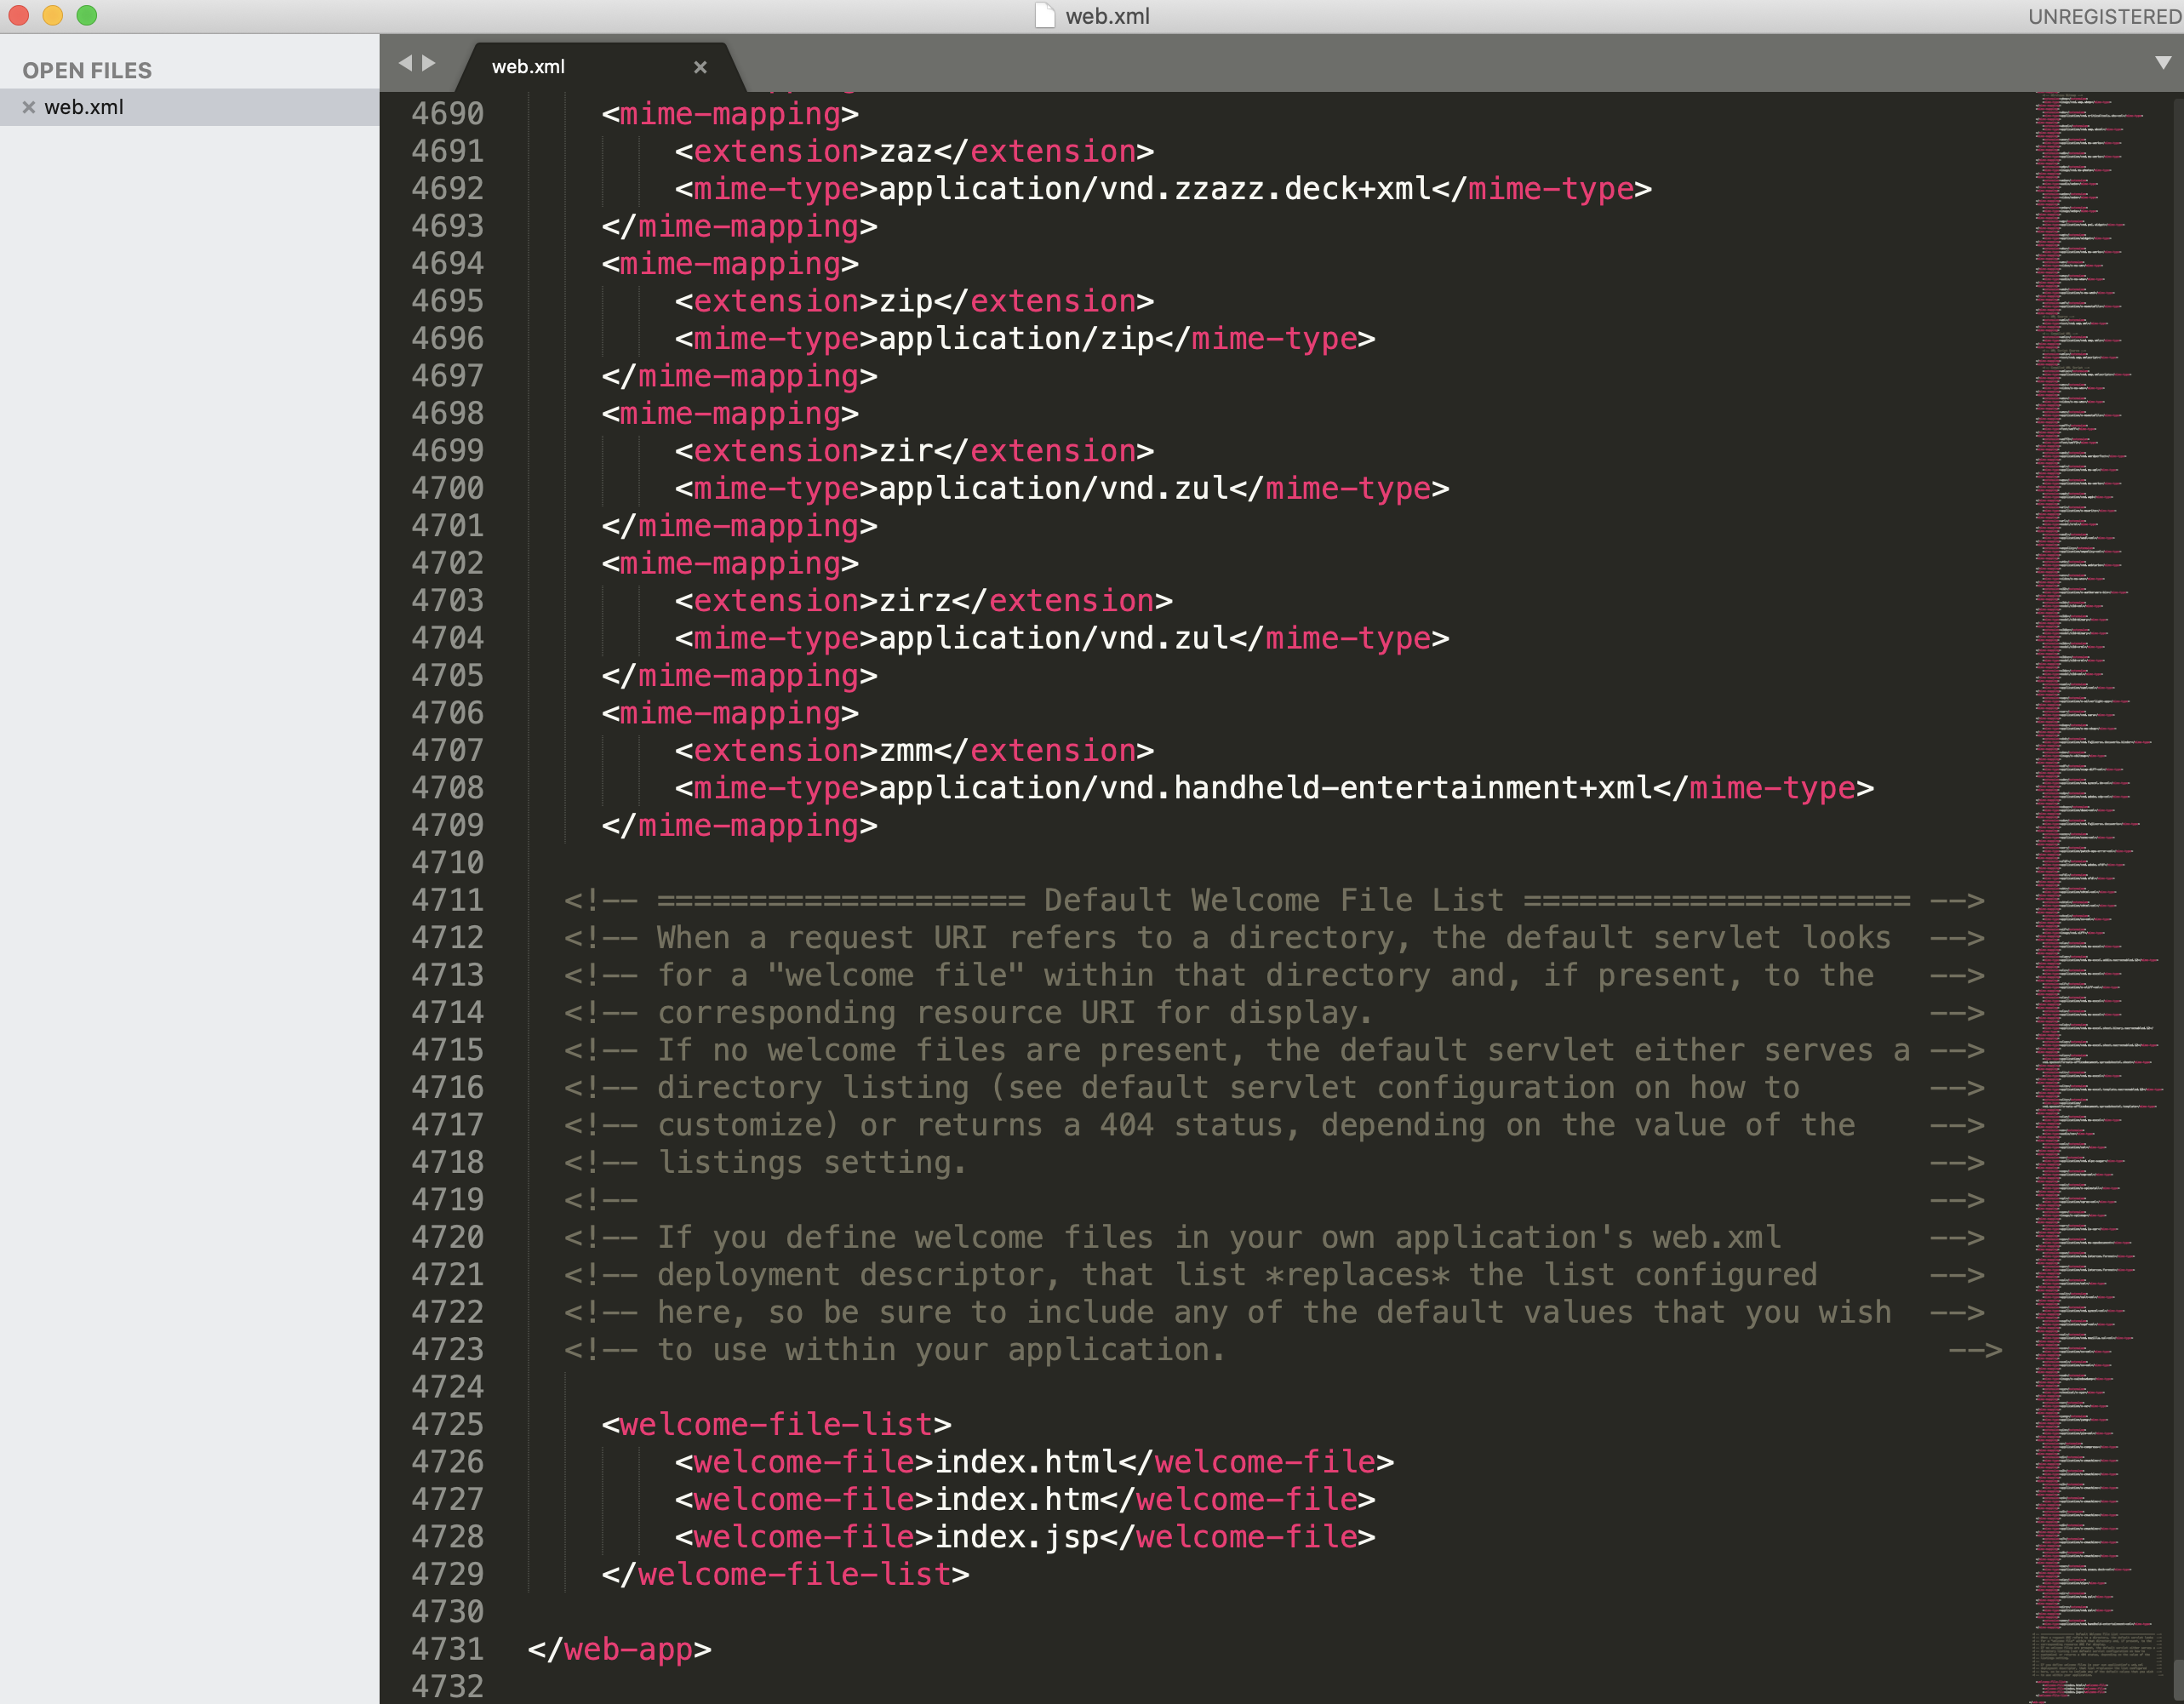 web.xml
UNREGISTERED
OPEN FILES
web.xml
web.xml
4690 <mime-mapping>
4691 <extension>zaz</extension>
4692 <mime-type>application/vnd.zzazz.deck+xml</mime-type>
4693 </mime-mapping>
4694 <mime-mapping>
4695 <extension>zip</extension>
4696 <mime-type>application/zip</mime-type>
4697 </mime-mapping>
4698 <mime-mapping>
4699 <extension>zir</extension>
4700 <mime-type>application/vnd.zul</mime-type>
4701 </mime-mapping>
4702 <mime-mapping>
4703 <extension>zirz</extension>
4704 <mime-type>application/vnd.zul</mime-type>
4705 </mime-mapping>
4706 <mime-mapping>
4707 <extension>zmm</extension>
4708 <mime-type>application/vnd.handheld-entertainment+xml</mime-type>
4709 </mime-mapping>
4710
4711 <!-- ==================== Default Welcome File List ===================== -->
4712 <!-- When a request URI refers to a directory, the default servlet looks -->
4713 <!-- for a "welcome file" within that directory and, if present, to the -->
4714 <!-- corresponding resource URI for display. -->
4715 <!-- If no welcome files are present, the default servlet either serves a -->
4716 <!-- directory listing (see default servlet configuration on how to -->
4717 <!-- customize) or returns a 404 status, depending on the value of the -->
4718 <!-- listings setting. -->
4719 <!-- -->
4720 <!-- If you define welcome files in your own application's web.xml -->
4721 <!-- deployment descriptor, that list *replaces* the list configured -->
4722 <!-- here, so be sure to include any of the default values that you wish -->
4723 <!-- to use within your application. -->
4724
4725 <welcome-file-list>
4726 <welcome-file>index.html</welcome-file>
4727 <welcome-file>index.htm</welcome-file>
4728 <welcome-file>index.jsp</welcome-file>
4729 </welcome-file-list>
4730
4731 </web-app>
4732